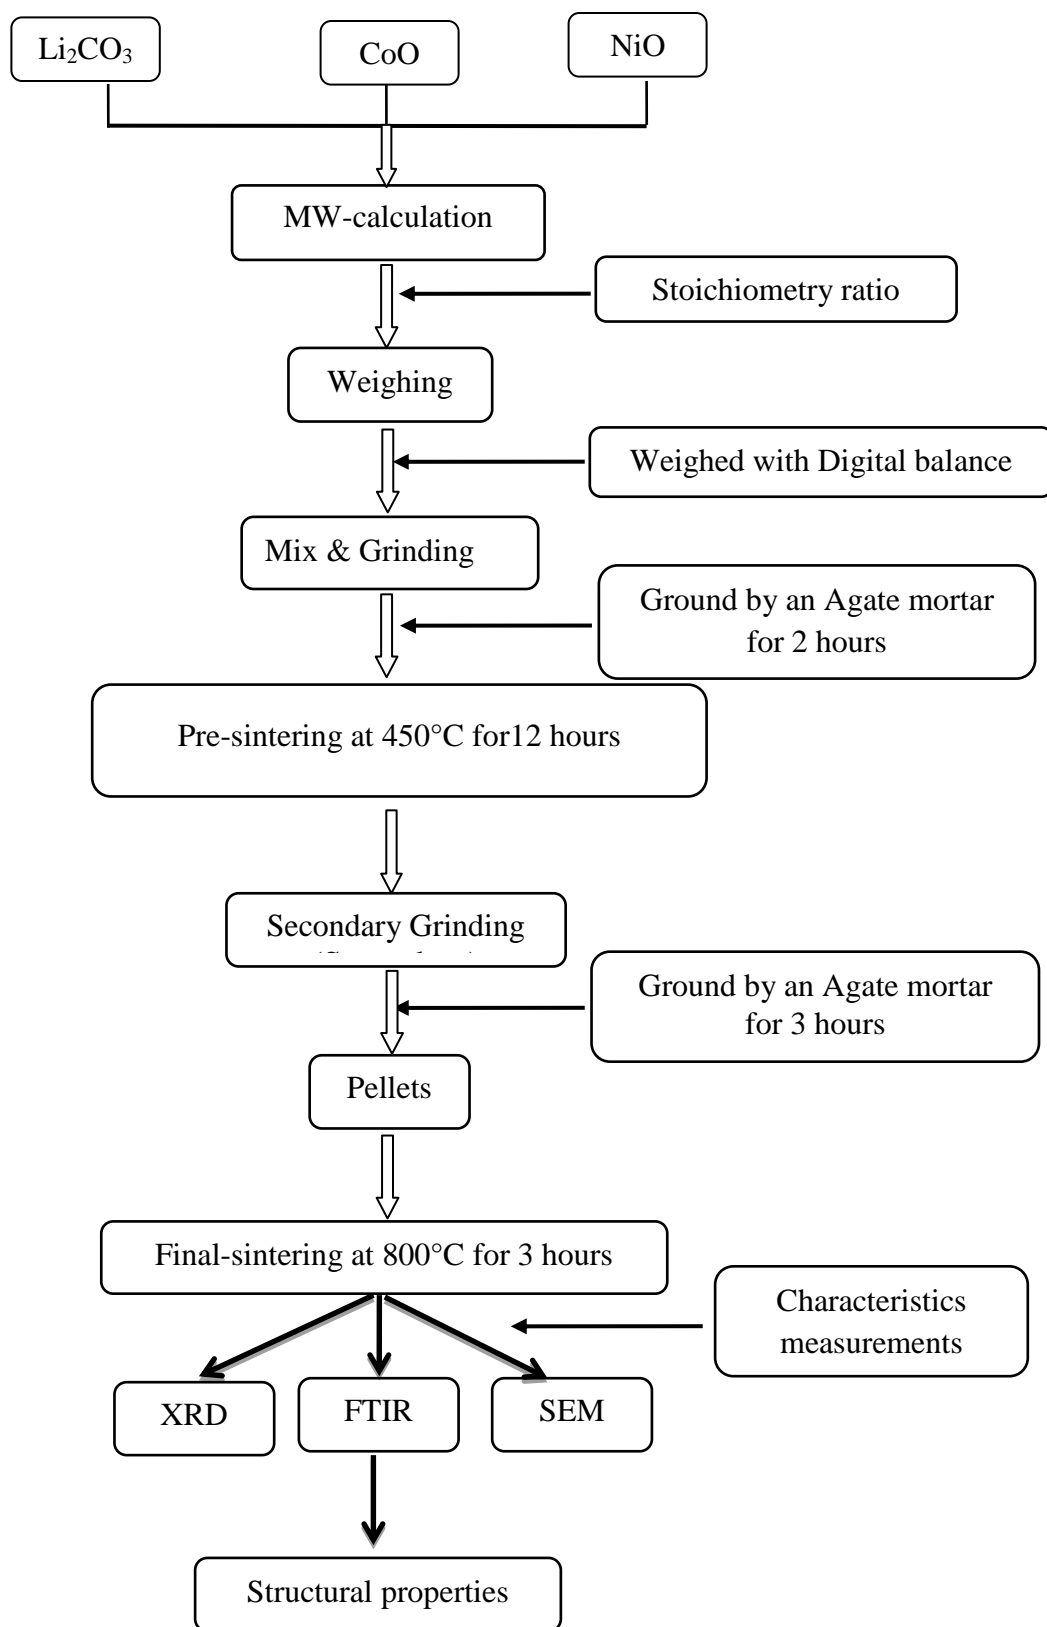 Li₂CO₃
CoO
NiO
MW-calculation
Stoichiometry ratio
Weighing
Weighed with Digital balance
Mix & Grinding
Ground by an Agate mortar
for 2 hours
Pre-sintering at 450°C for12 hours
Secondary Grinding
Ground by an Agate mortar
for 3 hours
Pellets
Final-sintering at 800°C for 3 hours
Characteristics
measurements
XRD
FTIR
SEM
Structural properties